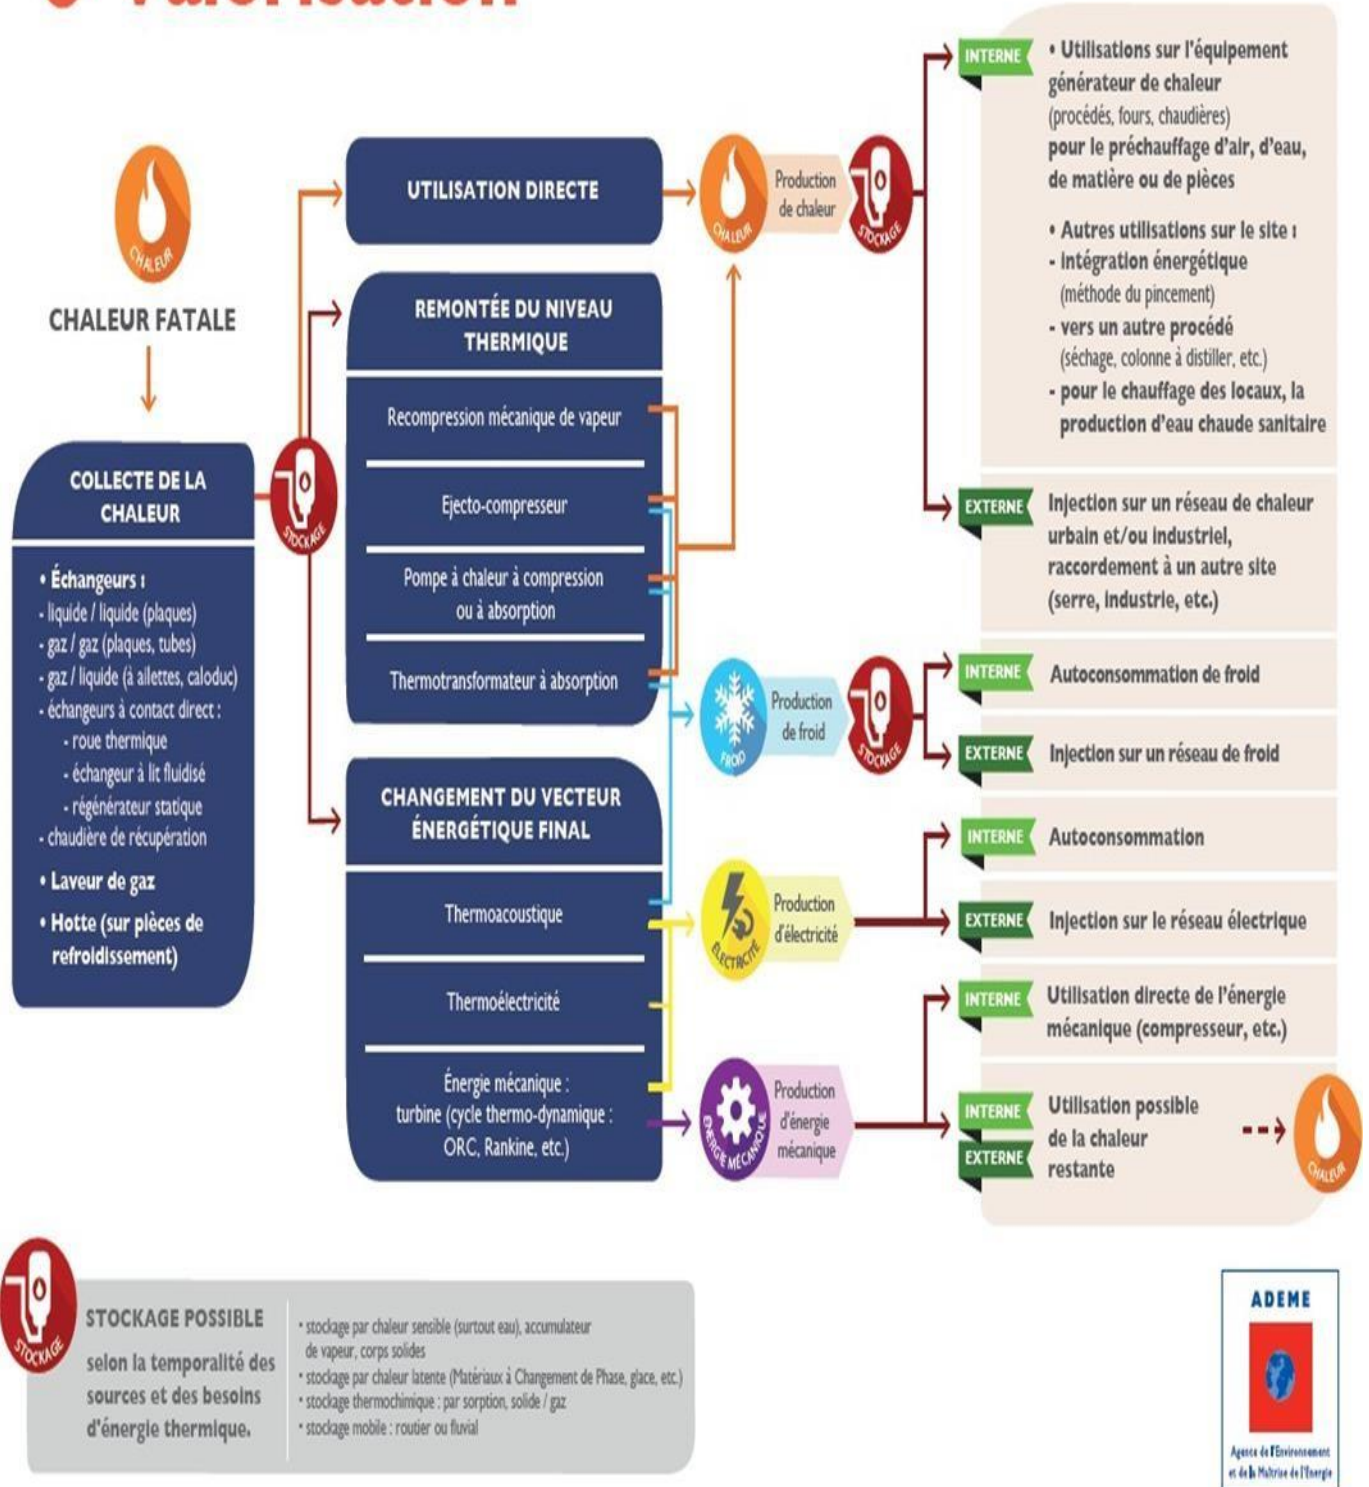 Valorisation
CHALEUR
CHALEUR FATALE
COLLECTE DE LA
CHALEUR
• Échangeurs :
- liquide / liquide (plaques)
- gaz / gaz (plaques, tubes)
- gaz / liquide (à ailettes, caloduc)
- échangeurs à contact direct :
- roue thermique
- échangeur à lit fluidisé
- régénérateur statique
- chaudière de récupération
• Laveur de gaz
• Hotte (sur pièces de
refroidissement)
STOCKAGE
UTILISATION DIRECTE
REMONTÉE DU NIVEAU
THERMIQUE
Recompression mécanique de vapeur
Ejecto-compresseur
Pompe à chaleur à compression
ou à absorption
Thermotransformateur à absorption
CHANGEMENT DU VECTEUR
ÉNERGÉTIQUE FINAL
Thermoacoustique
Thermoélectricité
Énergie mécanique :
turbine (cycle thermo-dynamique :
ORC, Rankine, etc.)
CHALEUR
Production
de chaleur
STOCKAGE
INTERNE
• Utilisations sur l'équipement
générateur de chaleur
(procédés, fours, chaudières)
pour le préchauffage d'air, d'eau,
de matière ou de pièces
• Autres utilisations sur le site :
- intégration énergétique
(méthode du pincement)
- vers un autre procédé
(séchage, colonne à distiller, etc.)
- pour le chauffage des locaux, la
production d'eau chaude sanitaire
EXTERNE
Injection sur un réseau de chaleur
urbain et/ou industriel,
raccordement à un autre site
(serre, industrie, etc.)
FROID
Production
de froid
STOCKAGE
INTERNE
Autoconsommation de froid
EXTERNE
Injection sur un réseau de froid
ÉLECTRICITÉ
Production
d'électricité
INTERNE
Autoconsommation
EXTERNE
Injection sur le réseau électrique
ÉNERGIE MÉCANIQUE
Production
d'énergie
mécanique
INTERNE
Utilisation directe de l'énergie
mécanique (compresseur, etc.)
INTERNE
EXTERNE
Utilisation possible
de la chaleur
restante
CHALEUR
STOCKAGE
STOCKAGE POSSIBLE
selon la temporalité des
sources et des besoins
d'énergie thermique.
• stockage par chaleur sensible (surtout eau), accumulateur
de vapeur, corps solides
• stockage par chaleur latente (Matériaux à Changement de Phase, glace, etc.)
• stockage thermochimique : par sorption, solide / gaz
• stockage mobile : routier ou fluvial
ADEME
Agence de l'Environnement
et de la Maîtrise de l'Energie